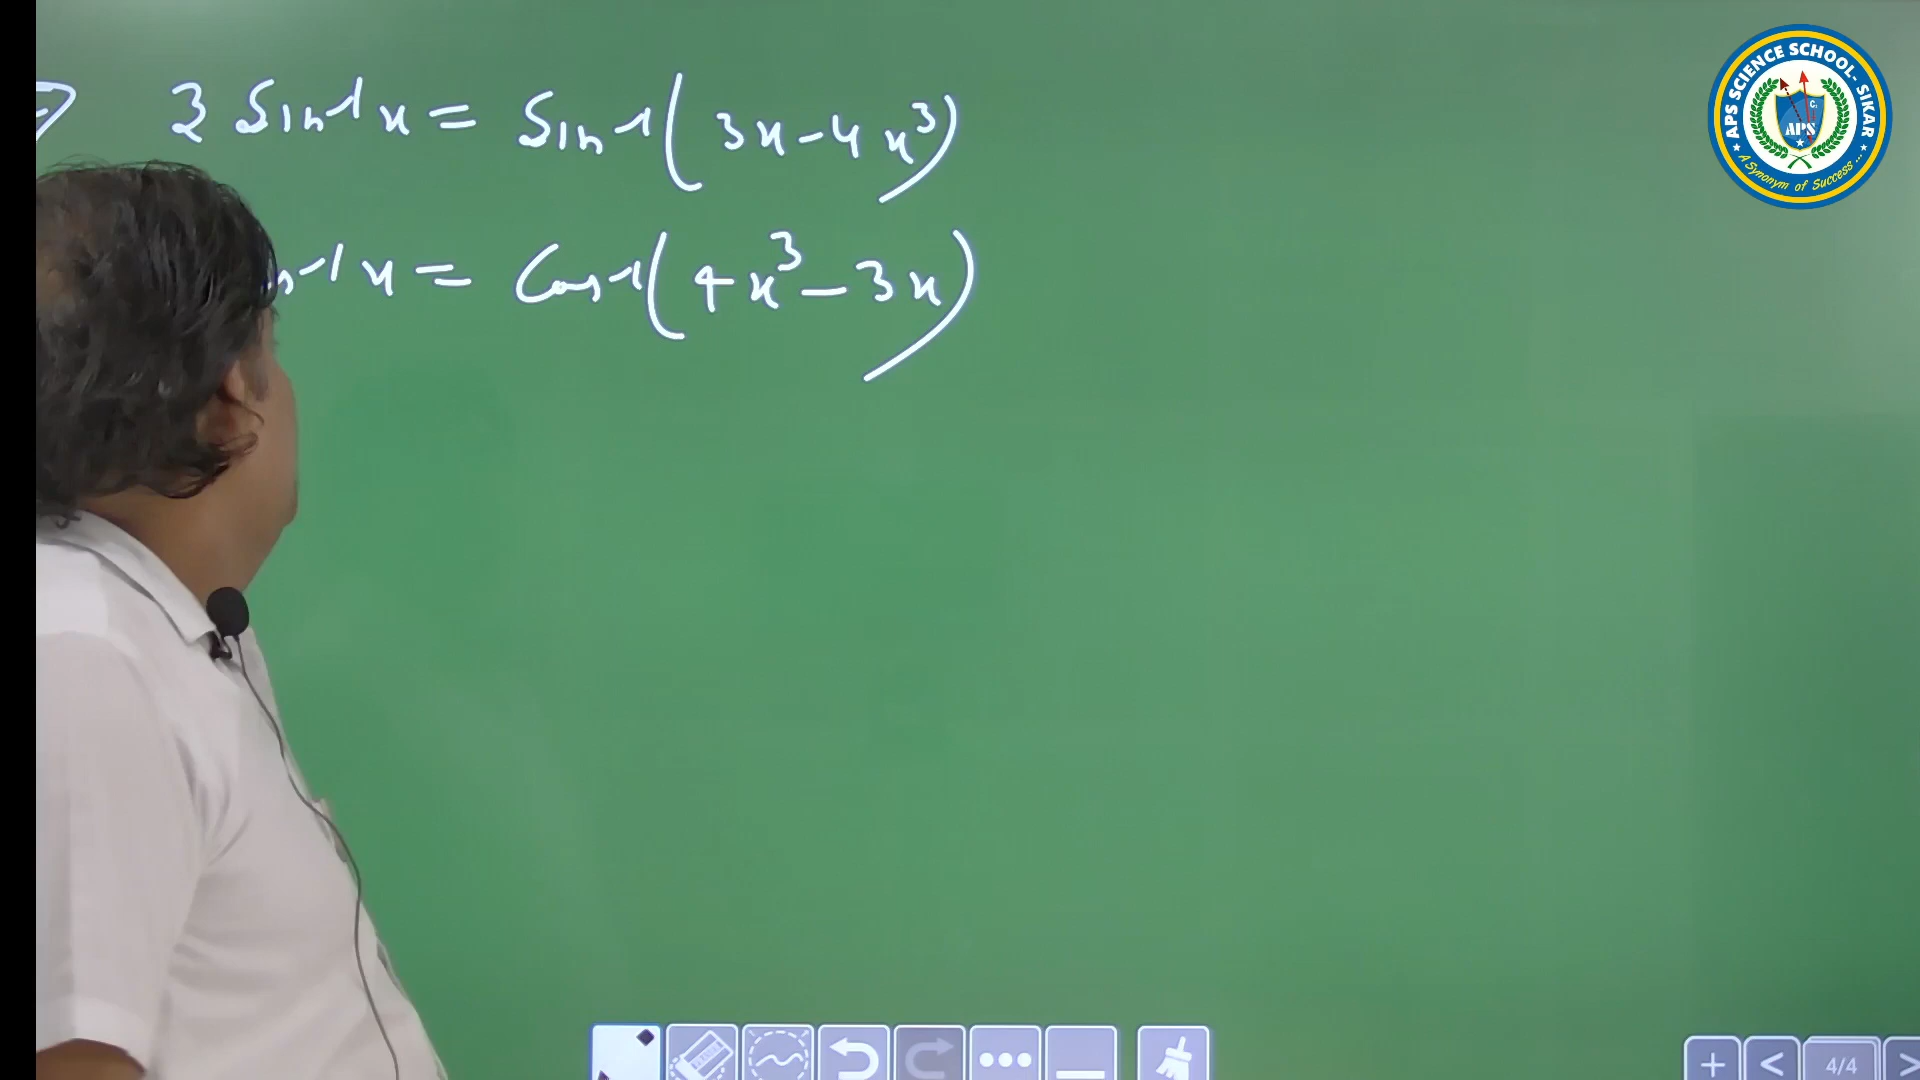 3 Sin⁻¹x = Sin⁻¹(3x-4x³)
s⁻¹x = Cos⁻¹(4x³-3x)
APS SCIENCE SCHOOL-SIKAR
C.
APS
A Synonym of Success...
4/4